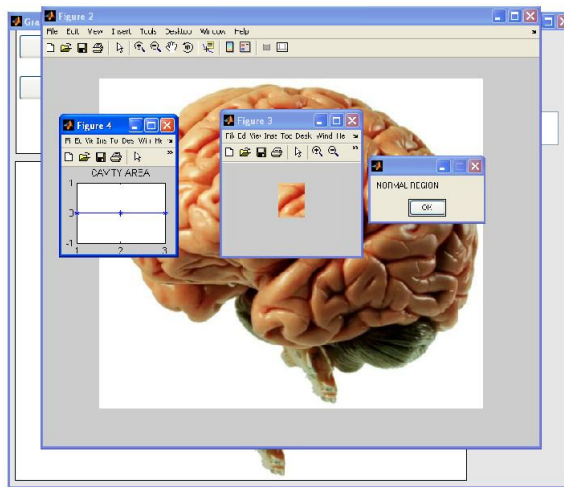 Gra
Figure 2
File Edit View Insert Tools Desktop Window Help
Figure 4
CAVITY AREA
1
-1
1 2 3
Figure 3
NORMAL REGION
OK